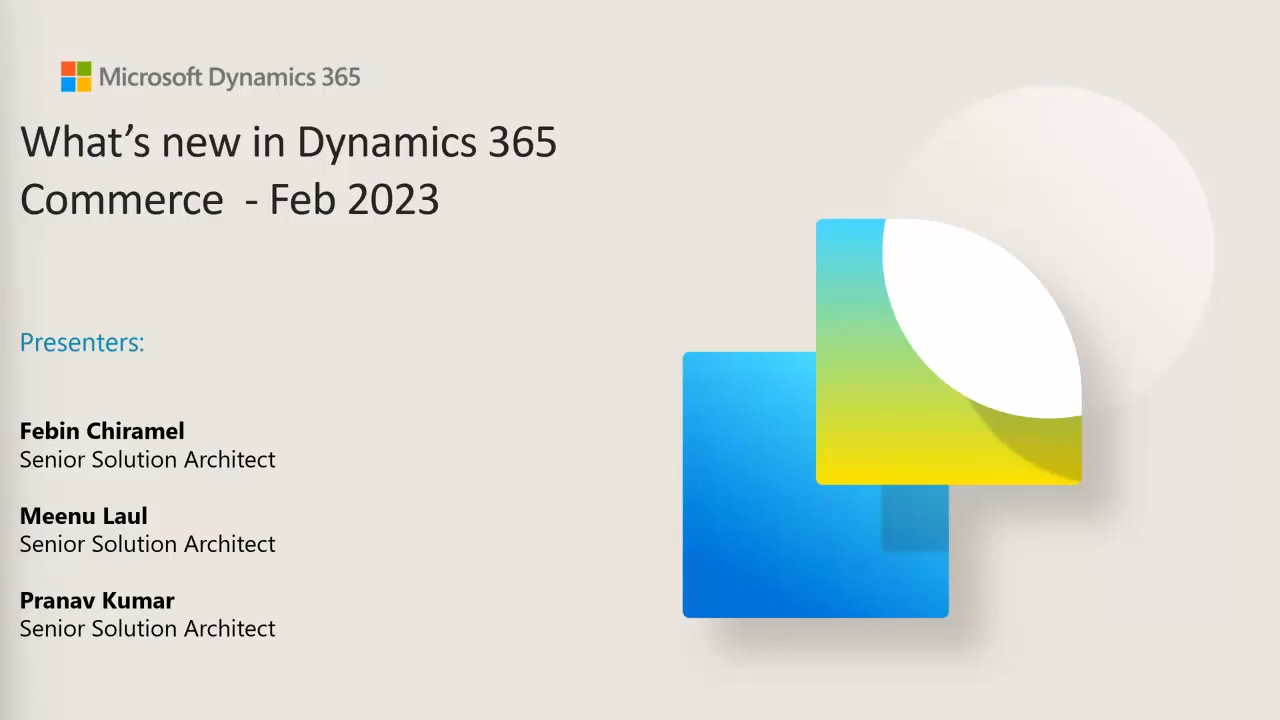 Microsoft Dynamics 365
What’s new in Dynamics 365
Commerce - Feb 2023
Presenters:
Febin Chiramel
Senior Solution Architect
Meenu Laul
Senior Solution Architect
Pranav Kumar
Senior Solution Architect